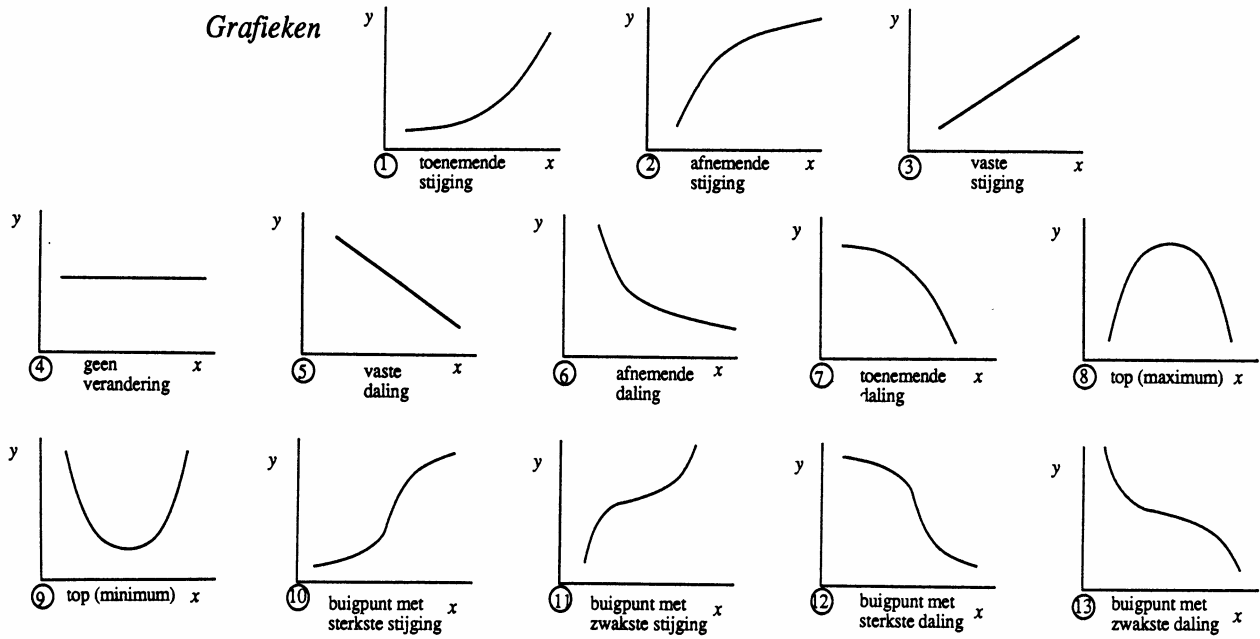 Grafieken
y
x
① toenemende
stijging
y
x
② afnemende
stijging
y
x
③ vaste
stijging
y
x
④ geen
verandering
y
x
⑤ vaste
daling
y
x
⑥ afnemende
daling
y
x
⑦ toenemende
daling
y
x
⑧ top (maximum)
y
x
⑨ top (minimum)
y
x
⑩ buigpunt met
sterkste stijging
y
x
⑪ buigpunt met
zwakste stijging
y
x
⑫ buigpunt met
sterkste daling
y
x
⑬ buigpunt met
zwakste daling